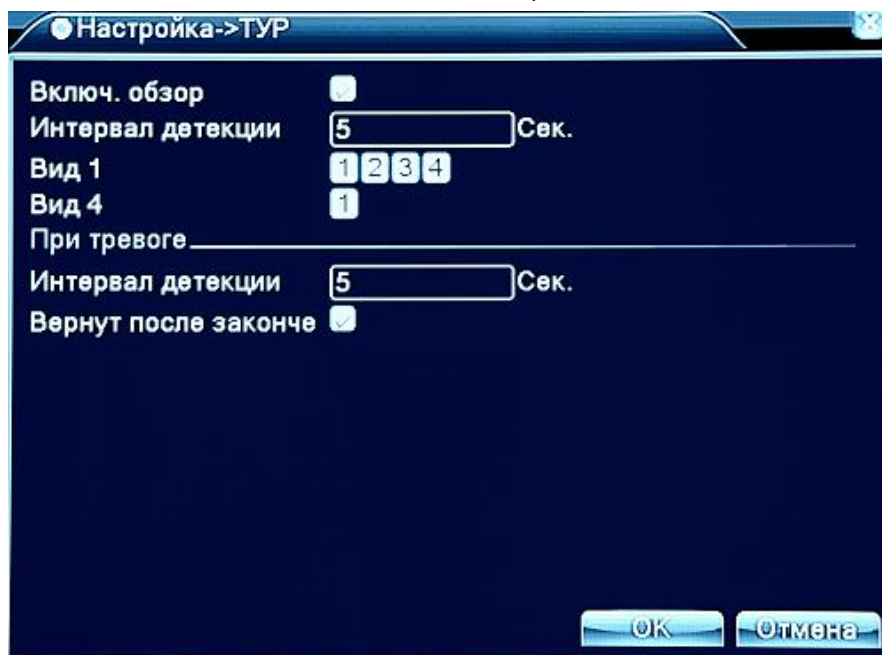 Настройка->ТУР
Включ. обзор
Интервал детекции 5 Сек.
Вид 1 1 2 3 4
Вид 4 1
При тревоге
Интервал детекции 5 Сек.
Вернут после законче
OK Отмена